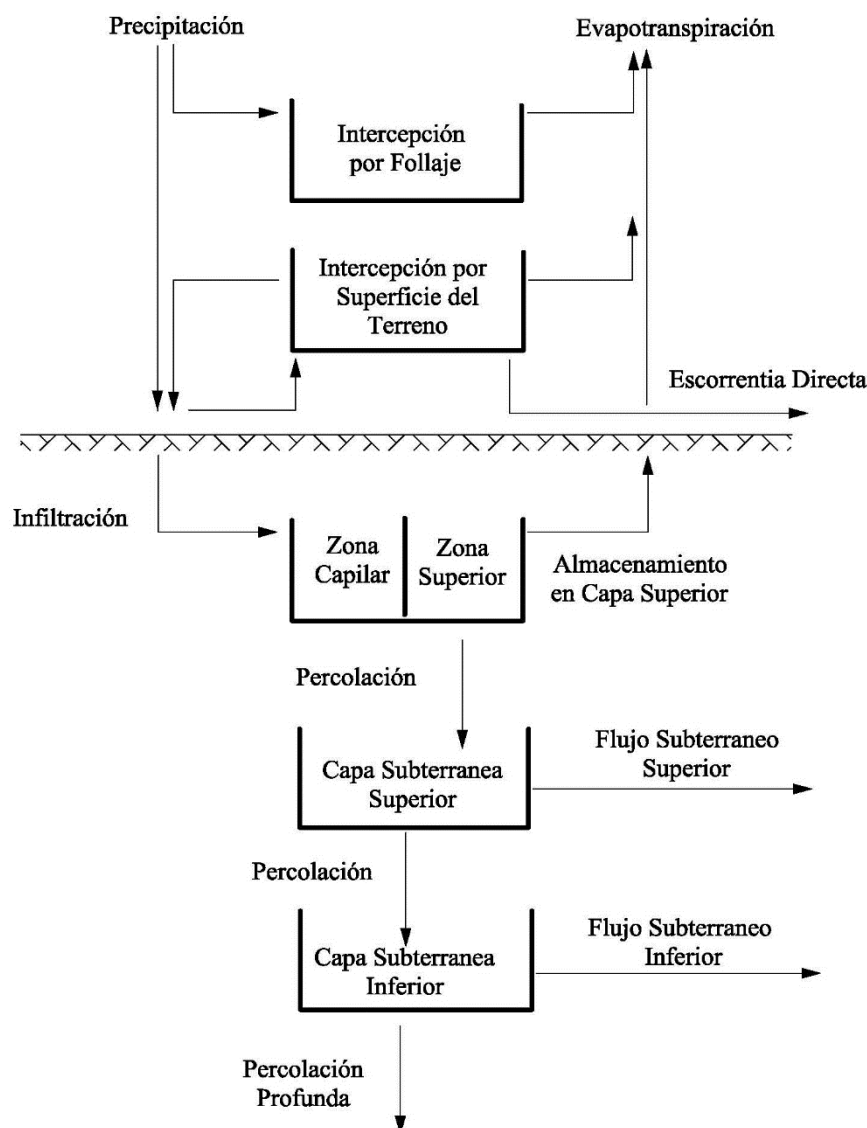 Precipitación
Evapotranspiración
Intercepción
por Follaje
Intercepción por
Superficie del
Terreno
Escorrentia Directa
Infiltración
Zona
Capilar
Zona
Superior
Almacenamiento
en Capa Superior
Percolación
Capa Subterranea
Superior
Flujo Subterraneo
Superior
Percolación
Capa Subterranea
Inferior
Flujo Subterraneo
Inferior
Percolación
Profunda